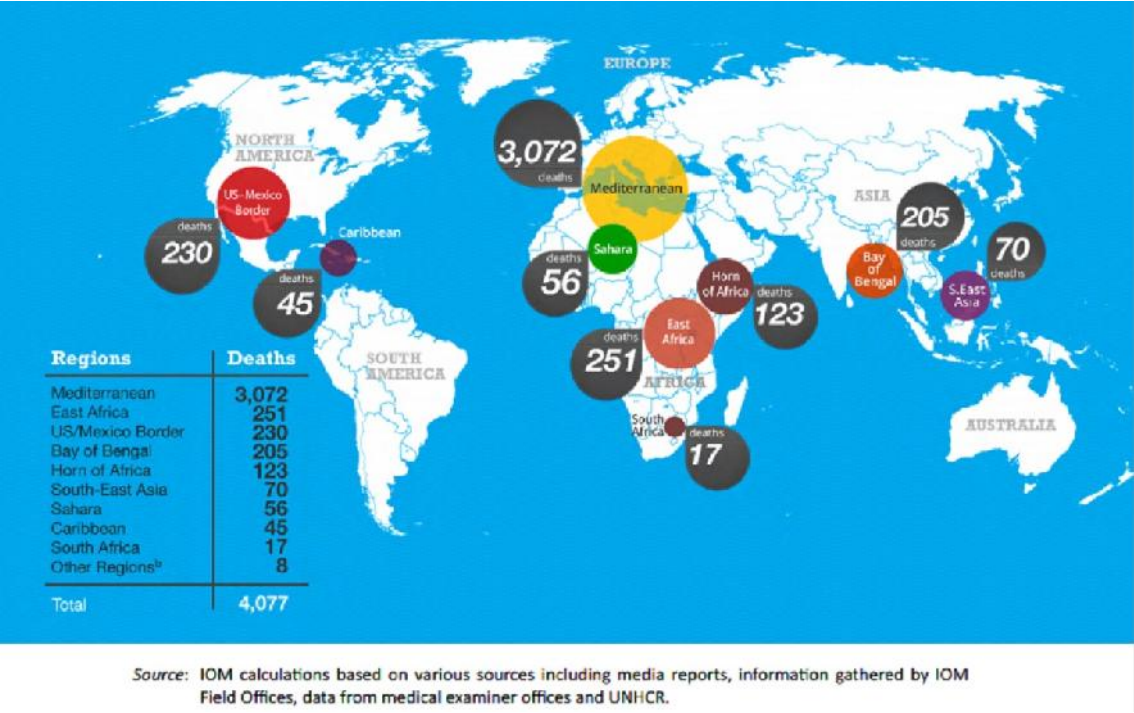 EUROPE
NORTH
AMERICA
3,072
deaths
Mediterranean
US-Mexico
Border
ASIA
205
deaths
deaths
230
Caribbean
Sahara
deaths
56
70
deaths
Bay
of
Bengal
Horn
of Africa
deaths
123
S.East
Asia
deaths
45
East
Africa
deaths
251
AFRICA
SOUTH
AMERICA
South
Africa
deaths
17
AUSTRALIA
Regions Deaths
Mediterranean 3,072
East Africa 251
US/Mexico Border 230
Bay of Bengal 205
Horn of Africa 123
South-East Asia 70
Sahara 56
Caribbean 45
South Africa 17
Other Regionsᵇ 8
Total 4,077
Source: IOM calculations based on various sources including media reports, information gathered by IOM
Field Offices, data from medical examiner offices and UNHCR.